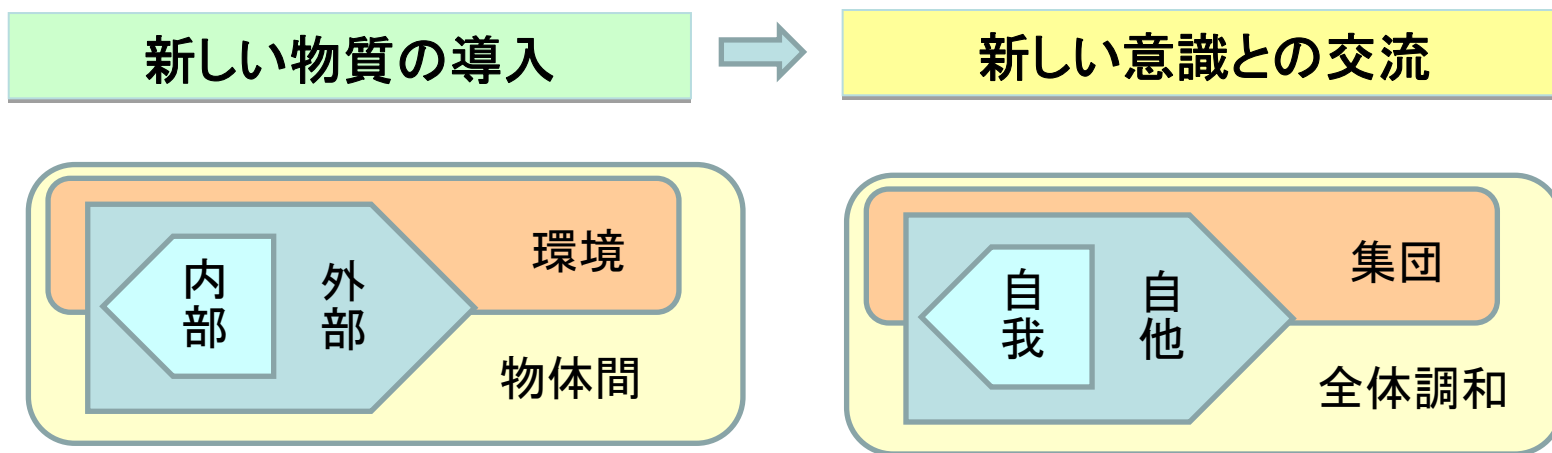 新しい物質の導入
新しい意識との交流
内部
外部
環境
物体間
自我
自他
集団
全体調和